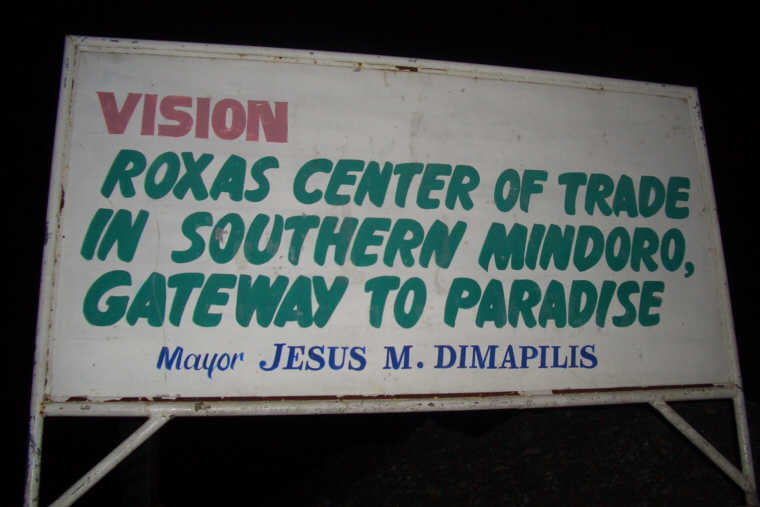 VISION
ROXAS CENTER OF TRADE
IN SOUTHERN MINDORO,
GATEWAY TO PARADISE
Mayor JESUS M. DIMAPILIS